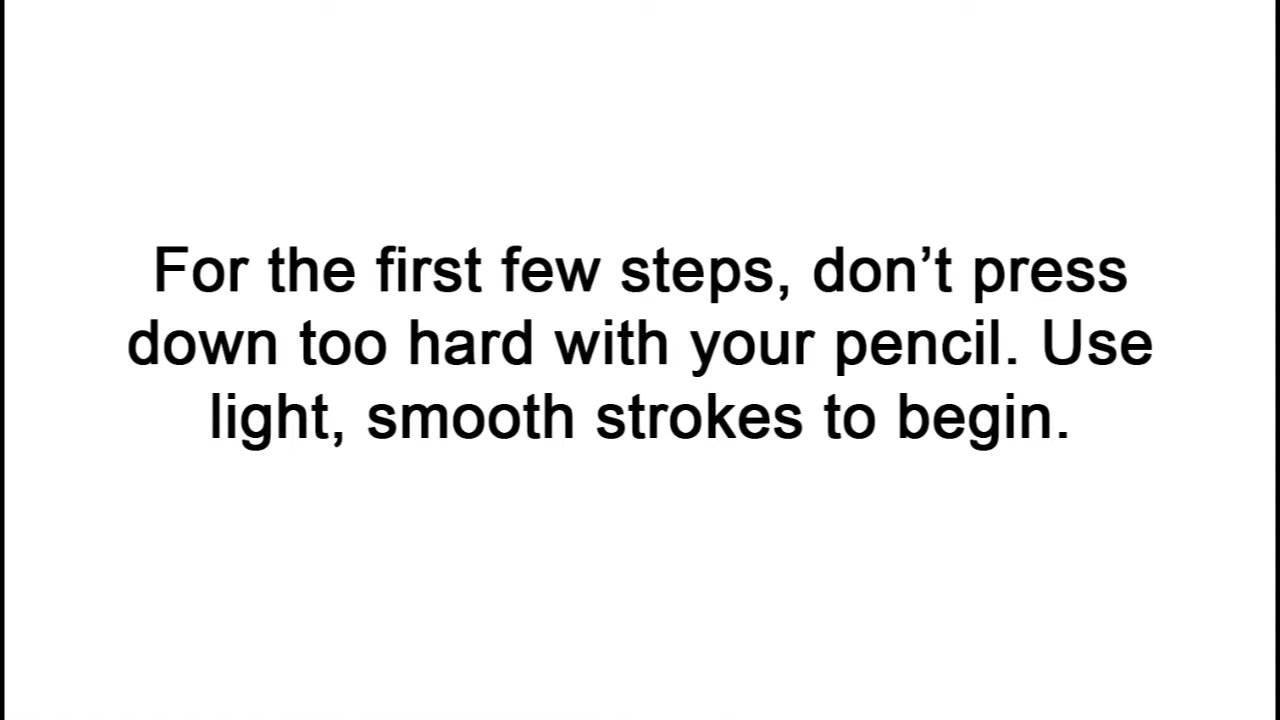 For the first few steps, don’t press
down too hard with your pencil. Use
light, smooth strokes to begin.